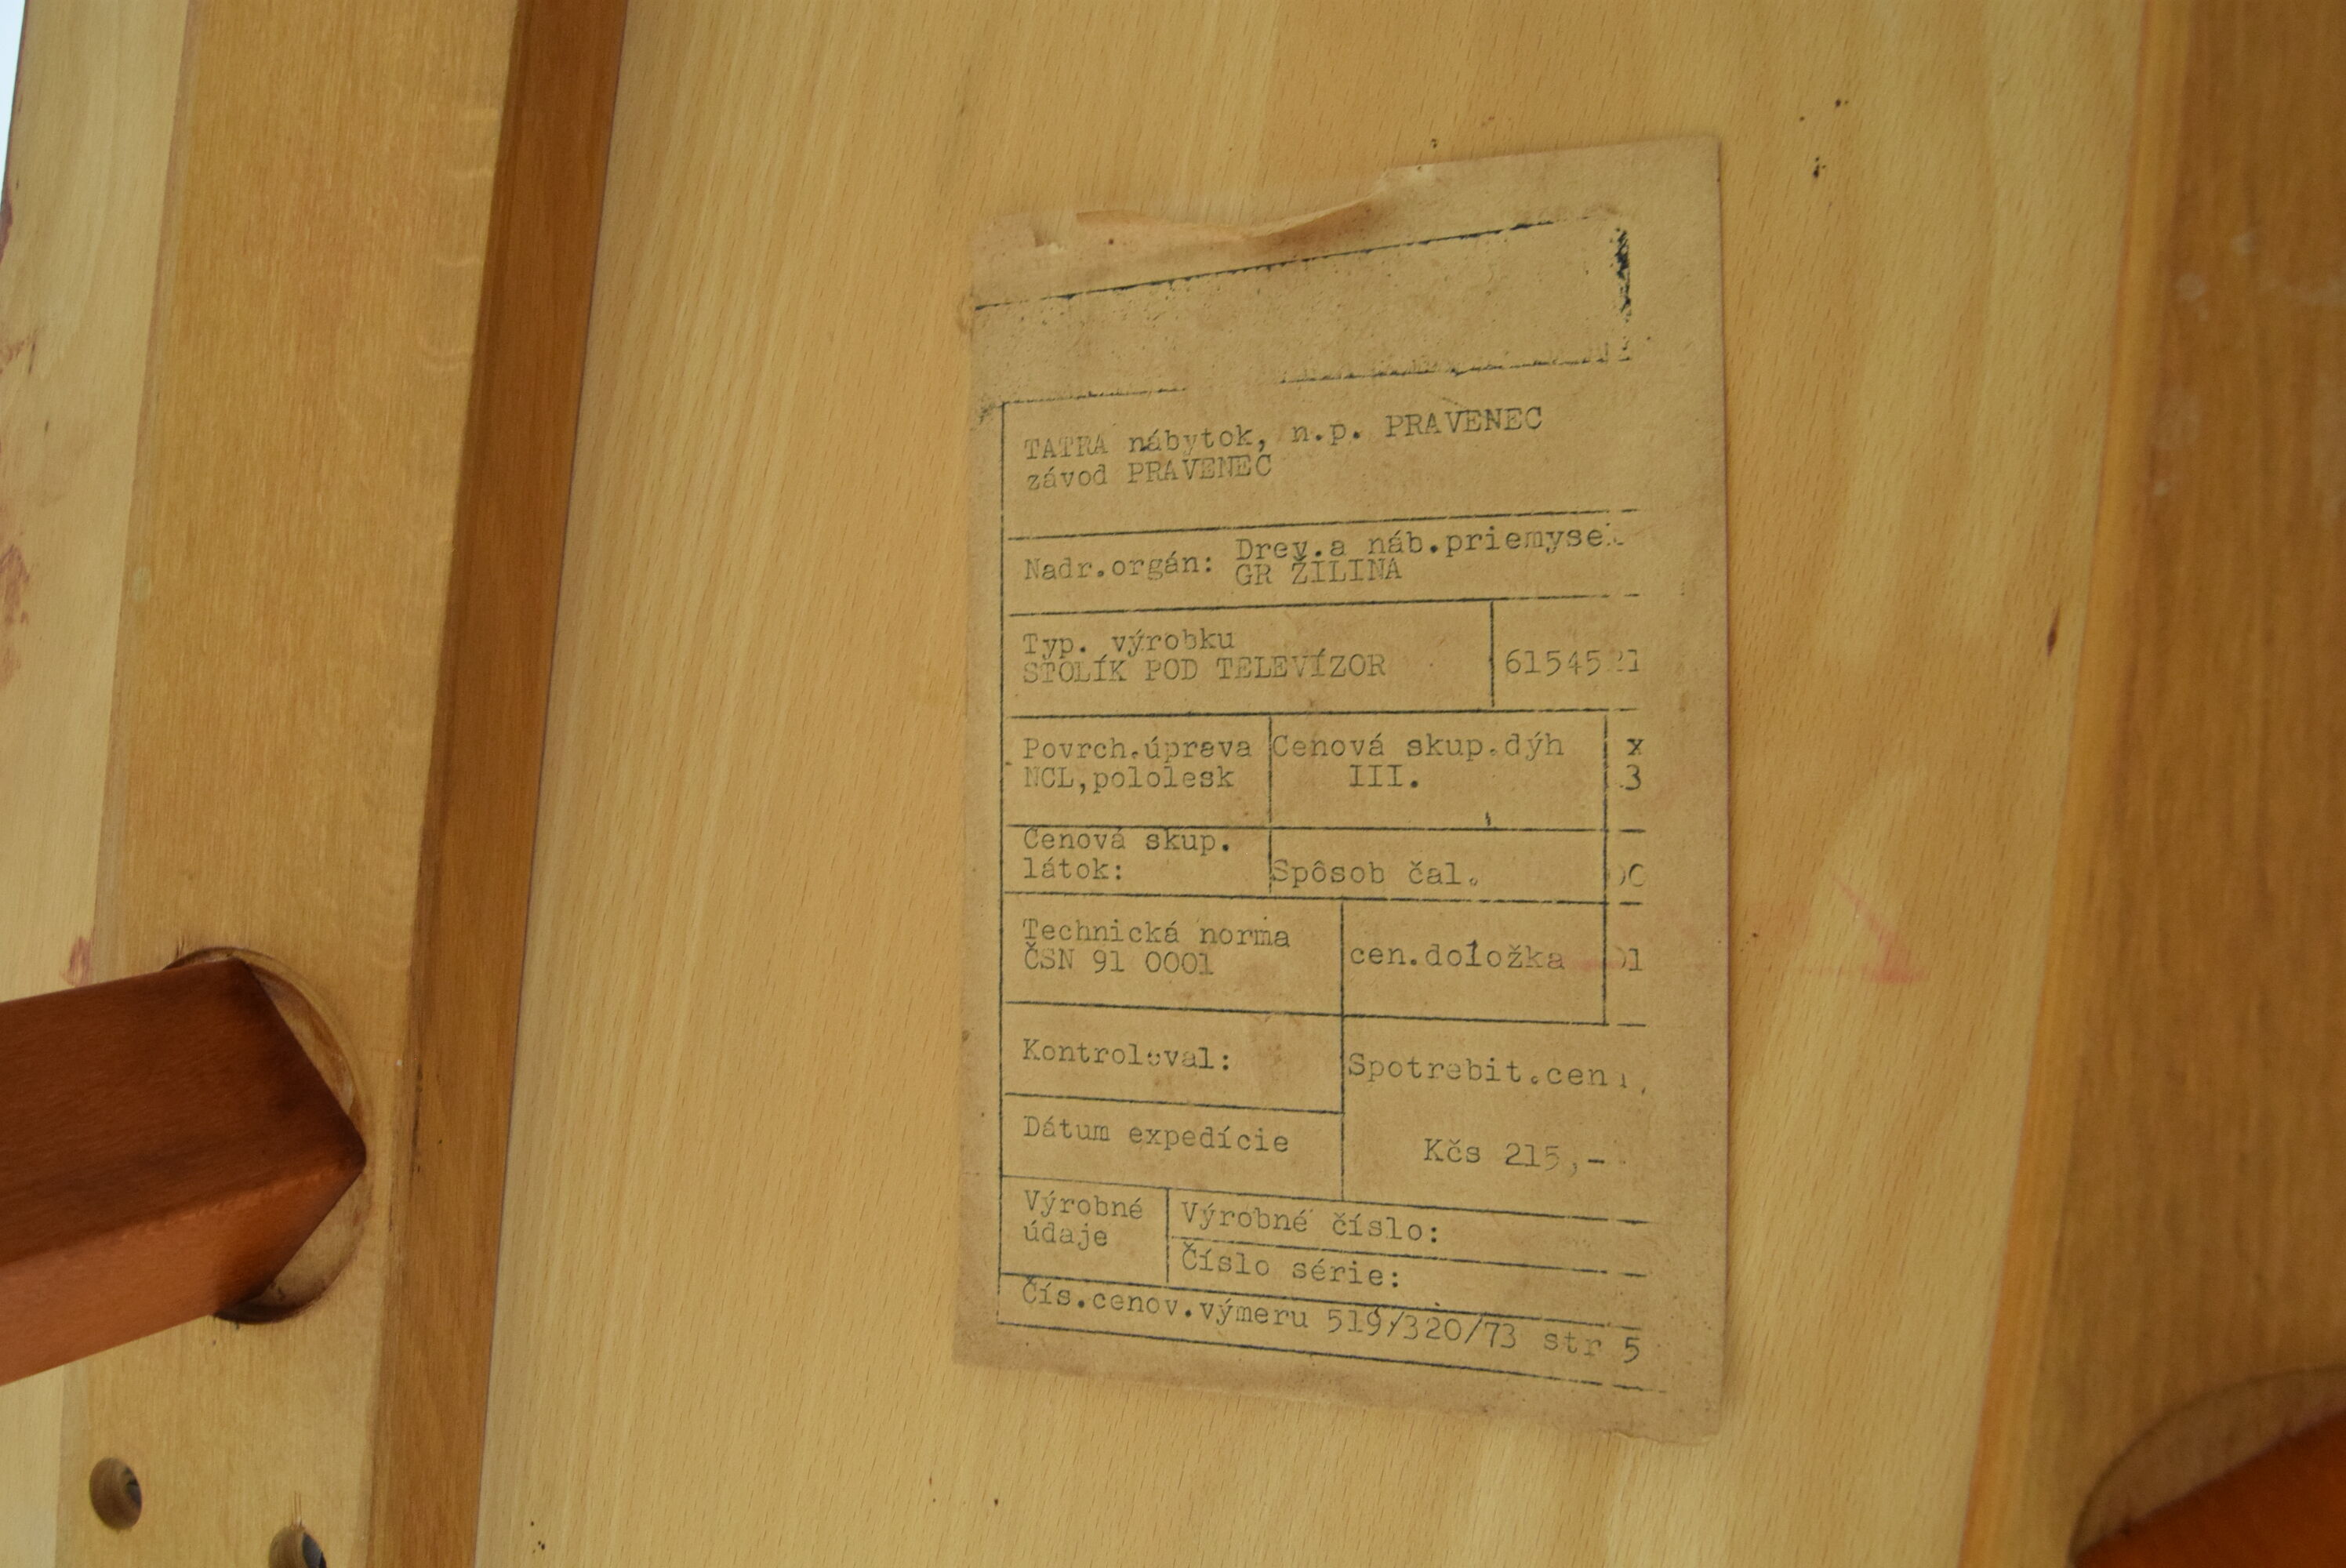 TATRA nábytok, n.p. PRAVENEC
závod PRAVENEC
Nadr.orgán: Drev.a náb.priemysel
GR ŽILINA
Typ. výrobku
STOLÍK POD TELEVÍZOR
Povrch.úprava
NCL,pololesk
Cenová skup.dýh
III.
x
3
Cenová skup.
látok:
Spôsob čal.
Technická norma
ČSN 91 0001
cen.doložka
Kontroloval:
Spotrebit.cena
Dátum expedície
Kčs 215,-
Výrobné
údaje
Výrobné číslo:
Číslo série:
Čís.cenov.výmeru 519/320/73 str 5